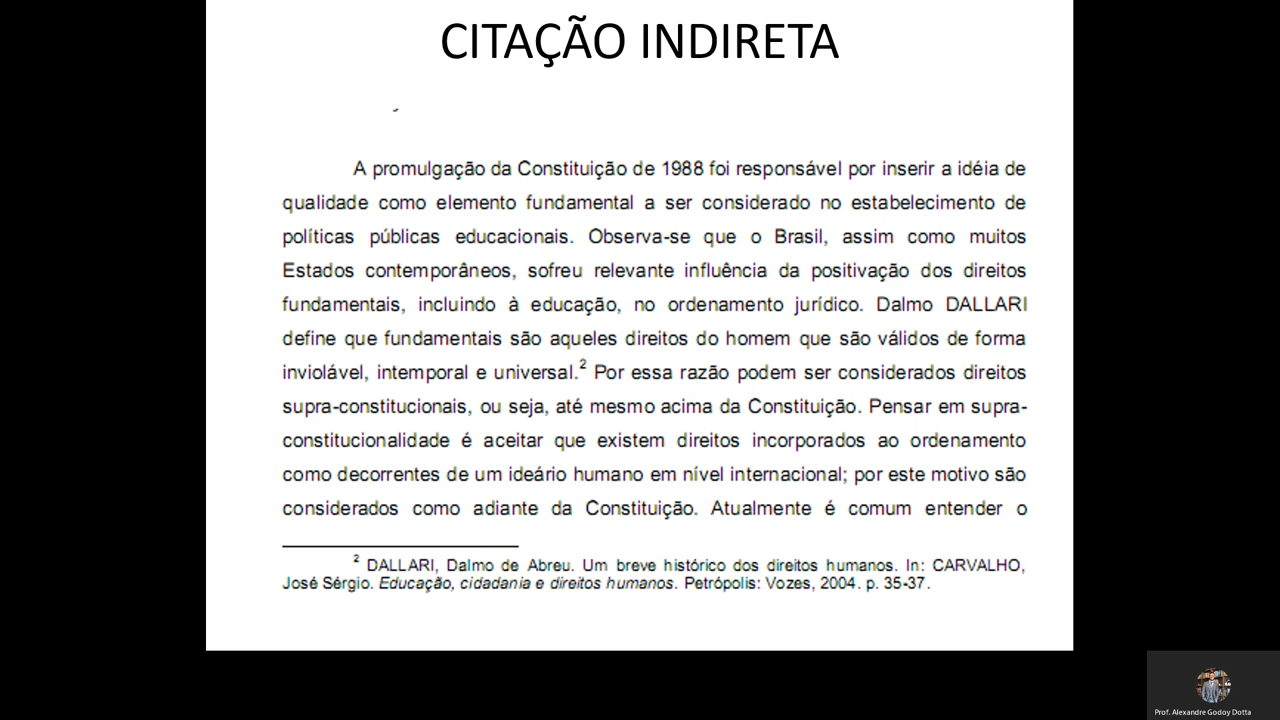 CITAÇÃO INDIRETA
A promulgação da Constituição de 1988 foi responsável por inserir a idéia de
qualidade como elemento fundamental a ser considerado no estabelecimento de
políticas públicas educacionais. Observa-se que o Brasil, assim como muitos
Estados contemporâneos, sofreu relevante influência da positivação dos direitos
fundamentais, incluindo à educação, no ordenamento jurídico. Dalmo DALLARI
define que fundamentais são aqueles direitos do homem que são válidos de forma
inviolável, intemporal e universal.² Por essa razão podem ser considerados direitos
supra-constitucionais, ou seja, até mesmo acima da Constituição. Pensar em supra-
constitucionalidade é aceitar que existem direitos incorporados ao ordenamento
como decorrentes de um ideário humano em nível internacional; por este motivo são
considerados como adiante da Constituição. Atualmente é comum entender o
² DALLARI, Dalmo de Abreu. Um breve histórico dos direitos humanos. In: CARVALHO,
José Sérgio. Educação, cidadania e direitos humanos. Petrópolis: Vozes, 2004. p. 35-37.
Prof. Alexandre Godoy Dotta